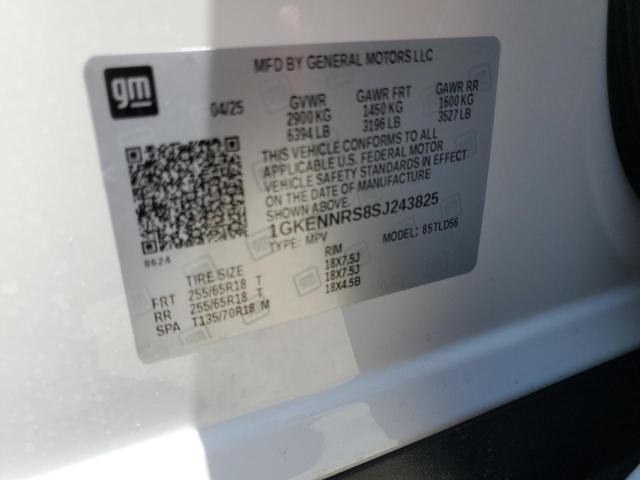 gm
MFD BY GENERAL MOTORS LLC
04/25 GVWR GAWR FRT GAWR RR
2900 KG 1450 KG 1600 KG
6394 LB 3196 LB 3527 LB
THIS VEHICLE CONFORMS TO ALL
APPLICABLE U.S. FEDERAL MOTOR
VEHICLE SAFETY STANDARDS IN EFFECT
ON THE DATE OF MANUFACTURE
SHOWN ABOVE.
1GKENNRS8SJ243825
TYPE: MPV MODEL: 85TLD56
8624
TIRE SIZE RIM
FRT 255/65R18 T 18X7.5J
RR 255/65R18 T 18X7.5J
SPA T135/70R18 M 18X4.5B